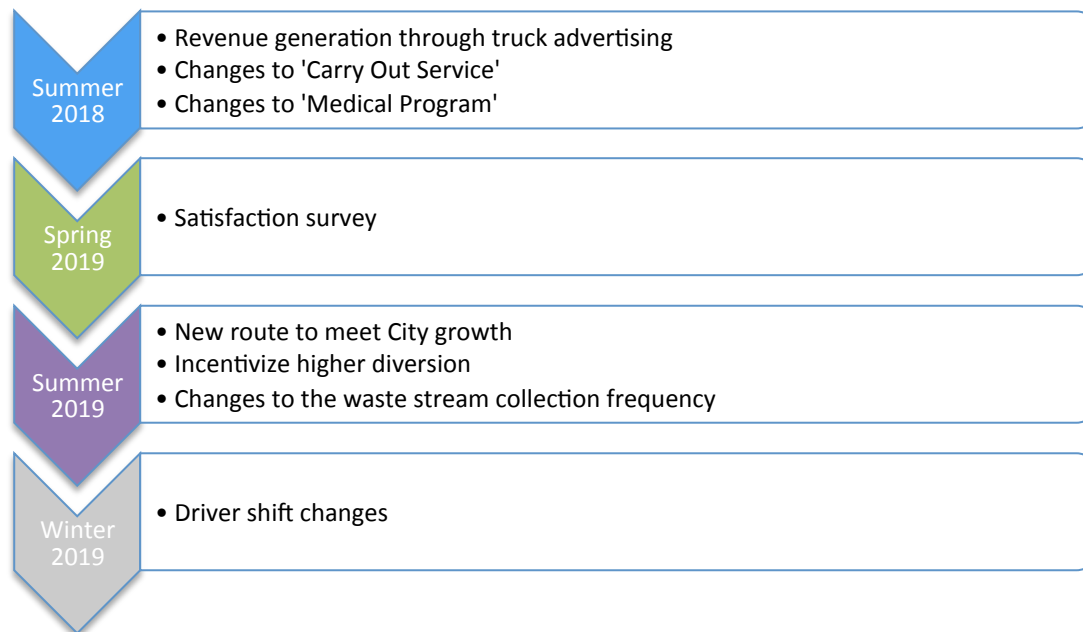 Summer
2018
• Revenue generation through truck advertising
• Changes to 'Carry Out Service'
• Changes to 'Medical Program'
Spring
2019
• Satisfaction survey
Summer
2019
• New route to meet City growth
• Incentivize higher diversion
• Changes to the waste stream collection frequency
Winter
2019
• Driver shift changes